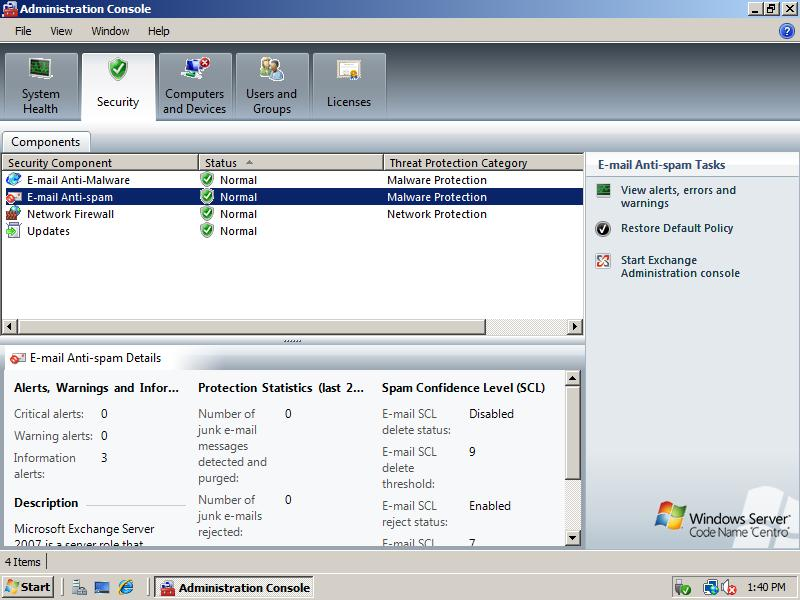 Administration Console
File View Window Help
System Health
Security
Computers and Devices
Users and Groups
Licenses
Components
Security Component Status Threat Protection Category
E-mail Anti-Malware Normal Malware Protection
E-mail Anti-spam Normal Malware Protection
Network Firewall Normal Network Protection
Updates Normal
E-mail Anti-spam Tasks
View alerts, errors and
warnings
Restore Default Policy
Start Exchange
Administration console
E-mail Anti-spam Details
Alerts, Warnings and Infor...
Critical alerts: 0
Warning alerts: 0
Information 3
alerts:
Description
Microsoft Exchange Server
2007 is a server role that
Protection Statistics (last 2...
Number of 0
junk e-mail
messages
detected and
purged:
Number of 0
junk e-mails
rejected:
Spam Confidence Level (SCL)
E-mail SCL Disabled
delete status:
E-mail SCL 9
delete
threshold:
E-mail SCL Enabled
reject status:
E-mail SCL 7
Windows Server
Code Name "Centro"
4 Items
Start Administration Console 1:40 PM